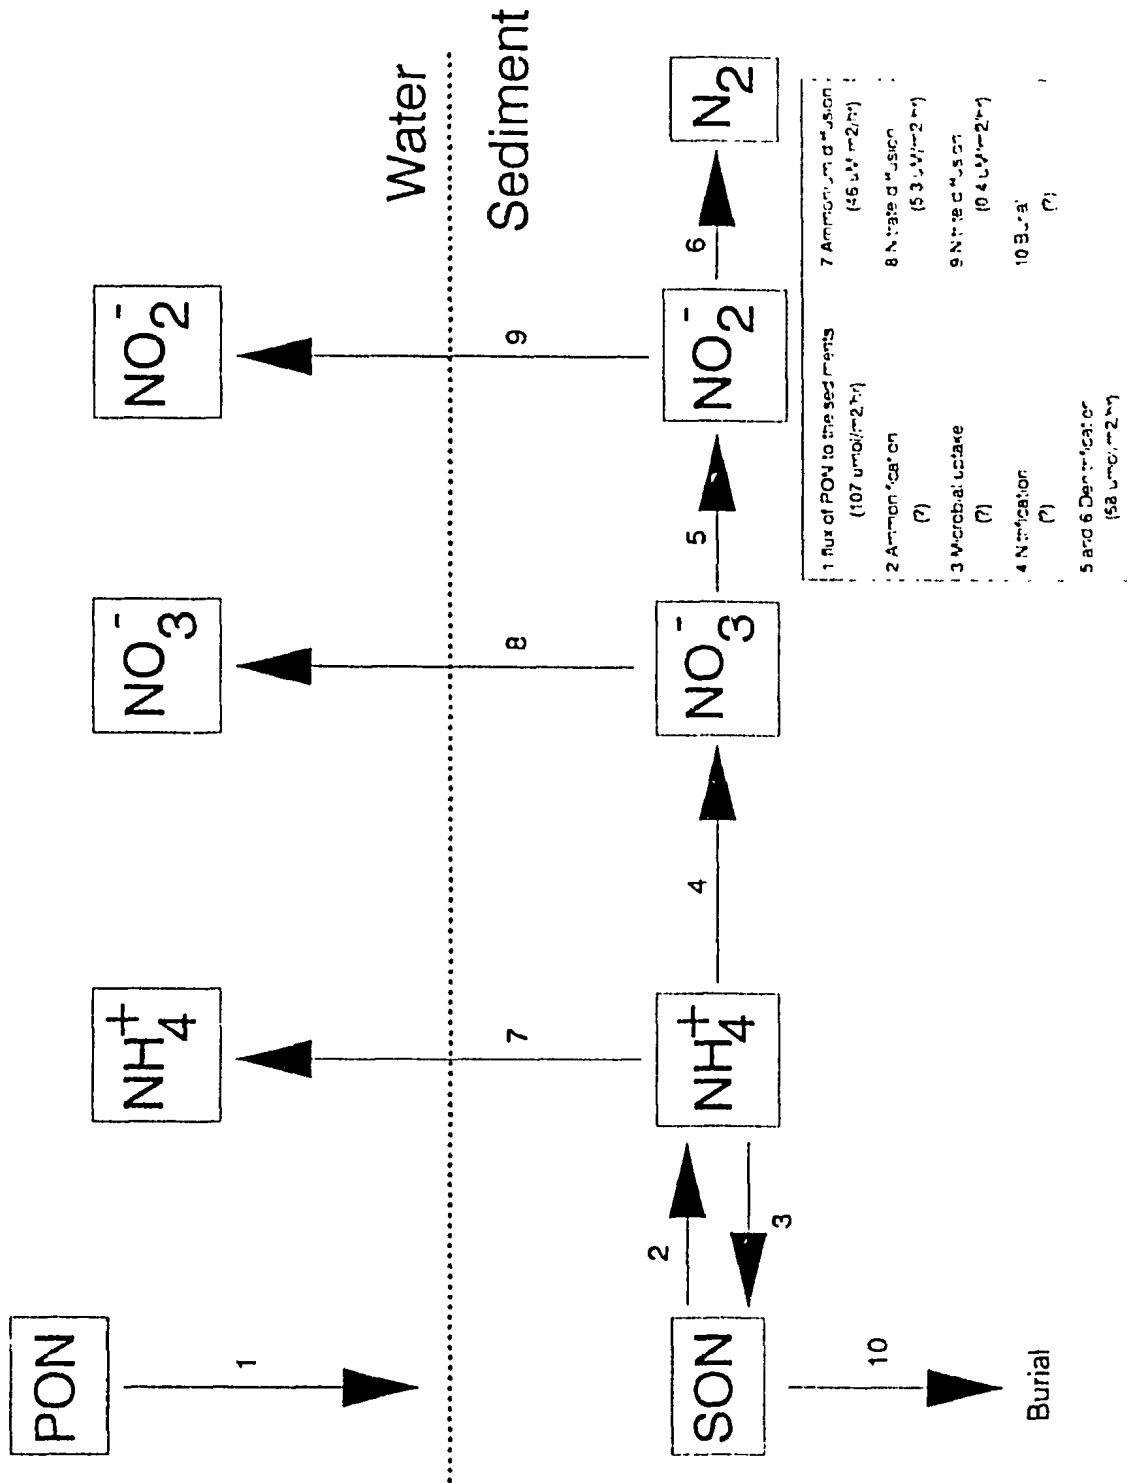 PON
NH4+
NO3-
NO2-
1
Water
Sediment
7
8
9
SON
2
3
NH4+
4
NO3-
5
NO2-
6
N2
10
Burial
1 flux of PON to the sediments
(107 umol/m2 hr)
2 Ammonification
(?)
3 Microbial uptake
(?)
4 Nitrification
(?)
5 and 6 Denitrification
(58 umol/m2 hr)
7 Ammonium diffusion
(46 uM/m2/hr)
8 Nitrate diffusion
(5.3 uM/m2 hr)
9 Nitrite diffusion
(0.4 uM/m2/hr)
10 Burial
(?)